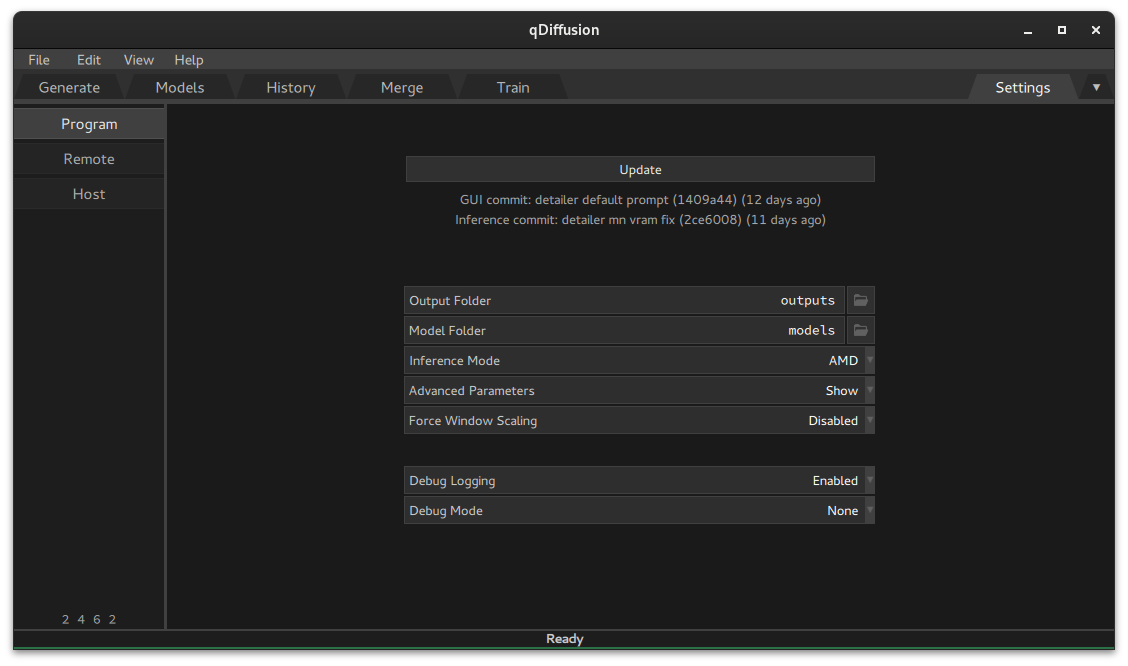 qDiffusion
File Edit View Help
Generate Models History Merge Train Settings
Program
Remote
Host
Update
GUI commit: detailer default prompt (1409a44) (12 days ago)
Inference commit: detailer mn vram fix (2ce6008) (11 days ago)
Output Folder outputs
Model Folder models
Inference Mode AMD
Advanced Parameters Show
Force Window Scaling Disabled
Debug Logging Enabled
Debug Mode None
2 4 6 2
Ready